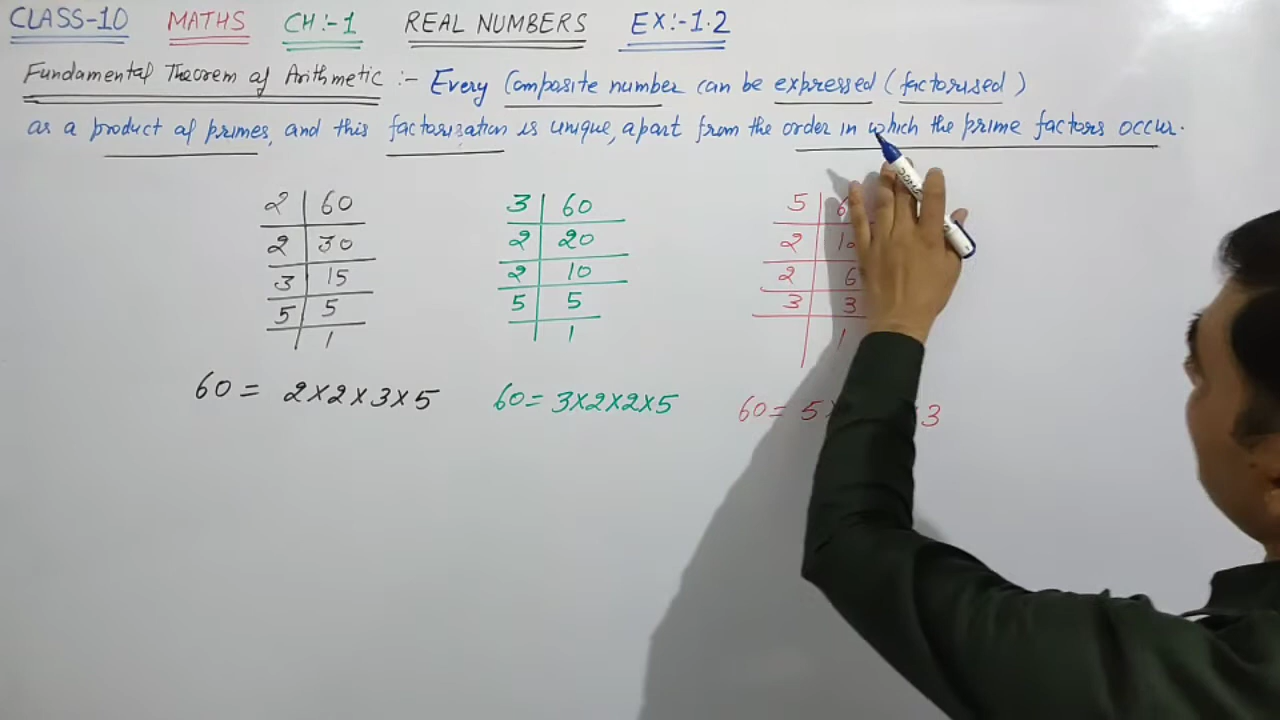 CLASS-10 MATHS CH:-1 REAL NUMBERS EX:-1.2
Fundamental Theorem of Arithmetic :- Every Composite number can be expressed (factorised)
as a product of primes, and this factorization is unique, apart from the order in which the prime factors occur.
2 | 60
2 | 30
3 | 15
5 | 5
1
60 = 2×2×3×5
3 | 60
2 | 20
2 | 10
5 | 5
1
60 = 3×2×2×5
5 | 6
2 | 12
2 | 6
3 | 3
1
60 = 5× ×3